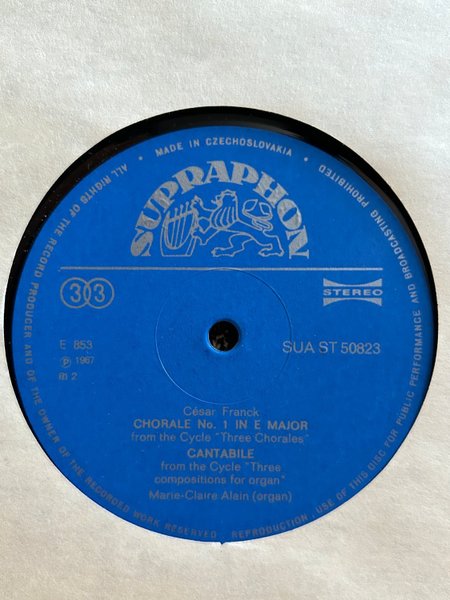 ALL RIGHTS OF THE RECORD PRODUCER AND OF THE OWNER OF THE RECORDED WORK RESERVED REPRODUCTION. USE OF THIS DISC FOR PUBLIC PERFORMANCE AND BROADCASTING PROHIBITED
• MADE IN CZECHOSLOVAKIA •
SUPRAPHON
33
STEREO
E 853
SUA ST 50823
Ⓟ 1967
César Franck
CHORALE No. 1 IN E MAJOR
from the Cycle "Three Chorales"
CANTABILE
from the Cycle "Three
compositions for organ"
Marie-Claire Alain (organ)